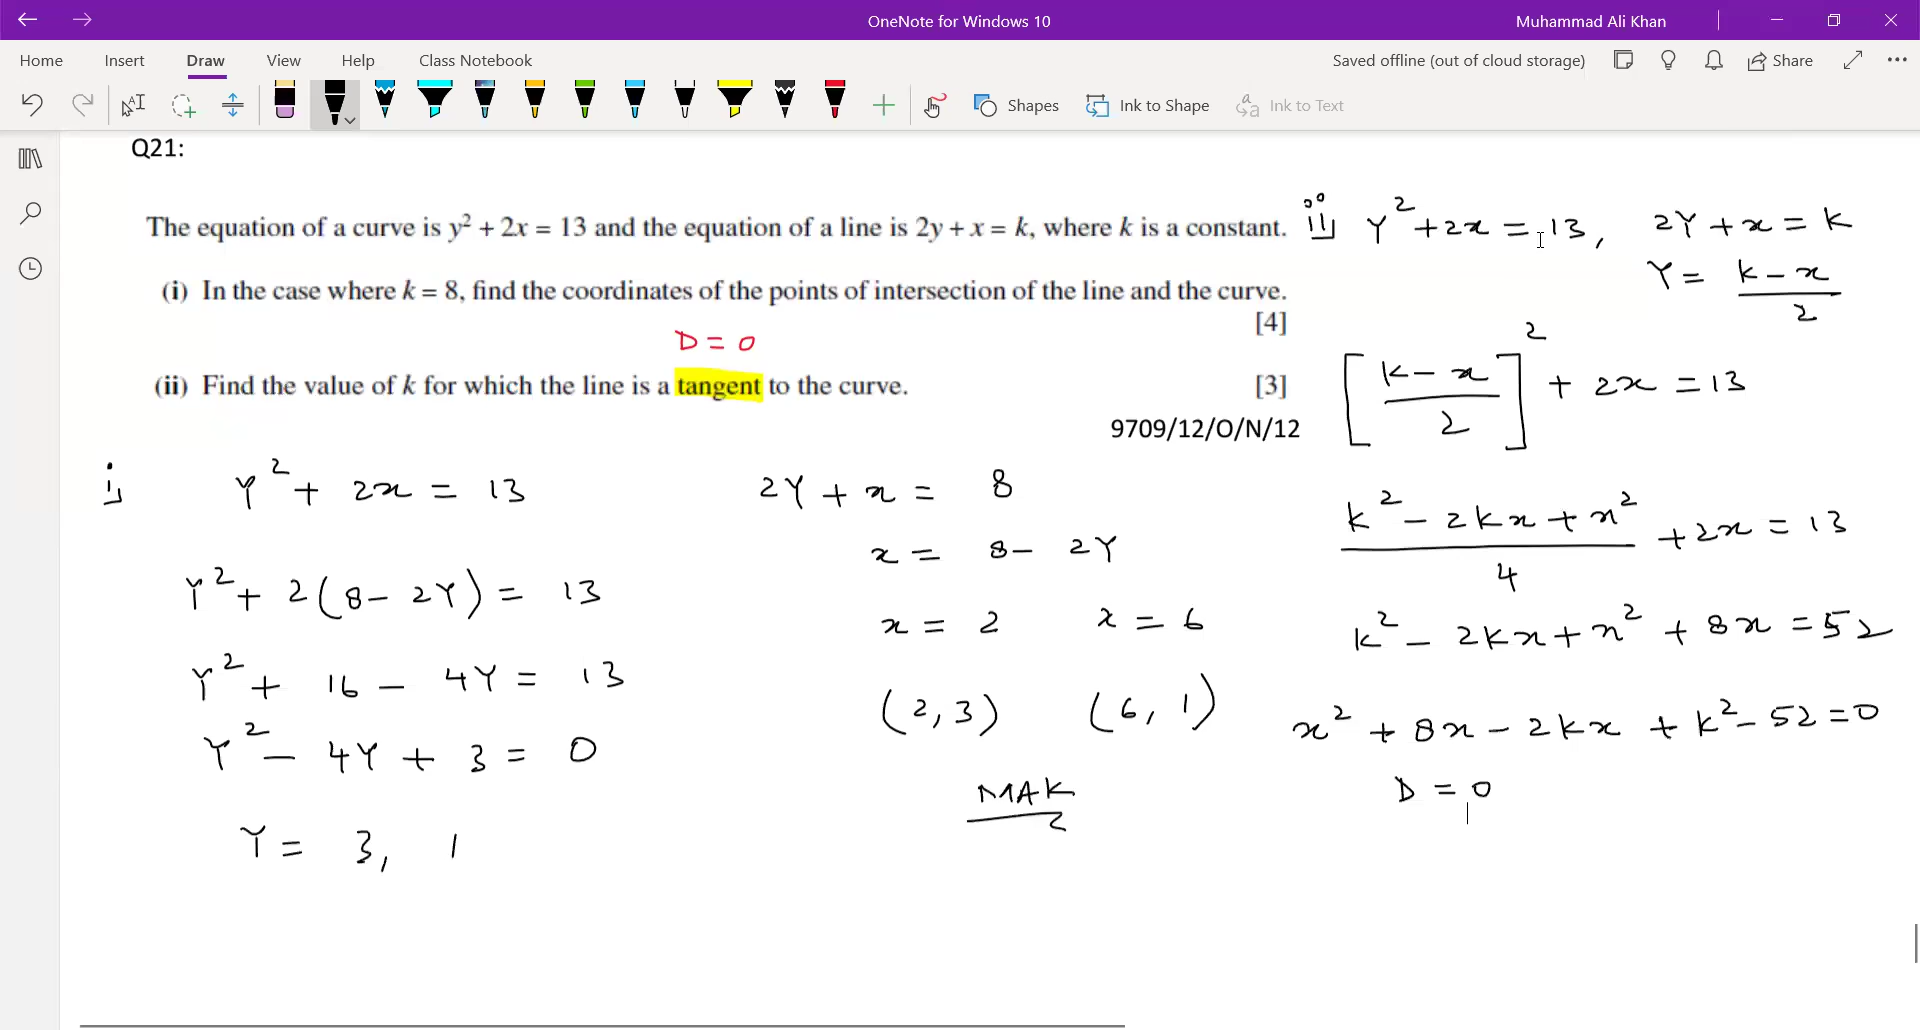 OneNote for Windows 10
Muhammad Ali Khan
Home Insert Draw View Help Class Notebook
Saved offline (out of cloud storage) Share
Shapes Ink to Shape Ink to Text
Q21:
The equation of a curve is y² + 2x = 13 and the equation of a line is 2y + x = k, where k is a constant.
(i) In the case where k = 8, find the coordinates of the points of intersection of the line and the curve.
[4]
D = 0
(ii) Find the value of k for which the line is a tangent to the curve. [3]
9709/12/O/N/12
i
Y² + 2x = 13
Y² + 2(8 - 2Y) = 13
Y² + 16 - 4Y = 13
Y² - 4Y + 3 = 0
Y = 3, 1
2Y + x = 8
x = 8 - 2Y
x = 2 x = 6
(2, 3) (6, 1)
MAK
ii Y² + 2x = 13, 2Y + x = k
Y = (k - x)/2
[(k - x)/2]² + 2x = 13
(k² - 2kx + x²)/4 + 2x = 13
k² - 2kx + x² + 8x = 52
x² + 8x - 2kx + k² - 52 = 0
D = 0